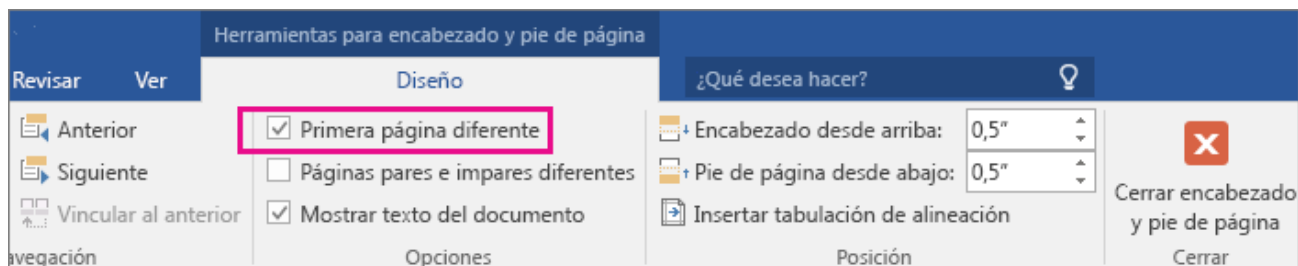 Herramientas para encabezado y pie de página
Revisar Ver Diseño ¿Qué desea hacer?
Anterior
Siguiente
Vincular al anterior
avegación
Primera página diferente
Páginas pares e impares diferentes
Mostrar texto del documento
Opciones
Encabezado desde arriba: 0,5"
Pie de página desde abajo: 0,5"
Insertar tabulación de alineación
Posición
Cerrar encabezado
y pie de página
Cerrar